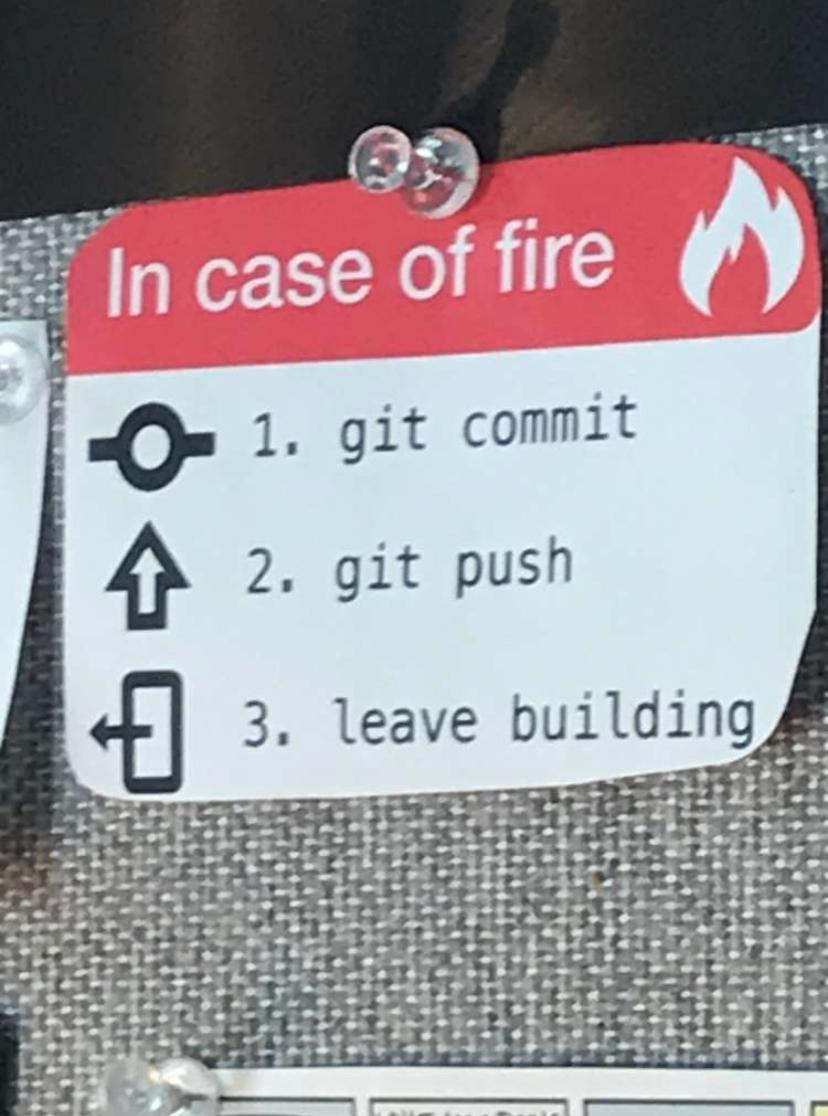 In case of fire
1. git commit
2. git push
3. leave building